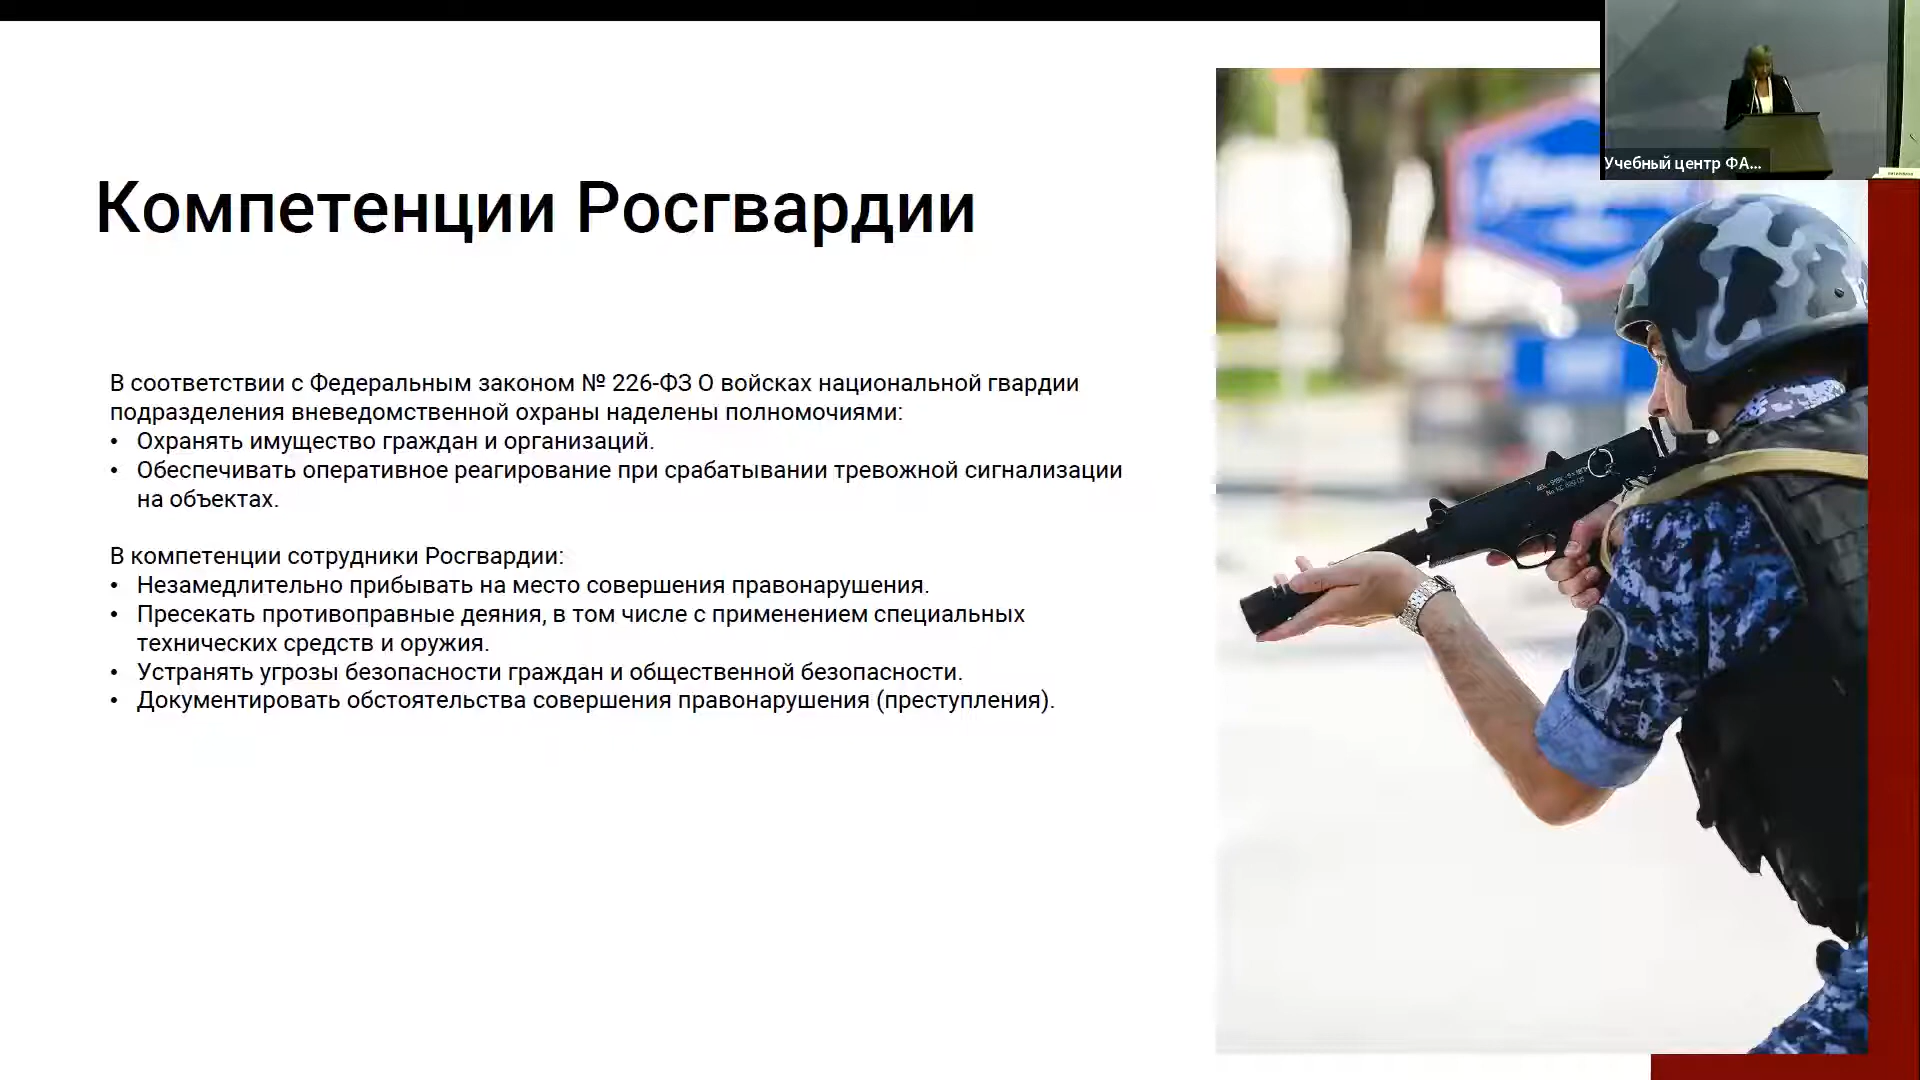 Компетенции Росгвардии
В соответствии с Федеральным законом № 226-ФЗ О войсках национальной гвардии
подразделения вневедомственной охраны наделены полномочиями:
• Охранять имущество граждан и организаций.
• Обеспечивать оперативное реагирование при срабатывании тревожной сигнализации
на объектах.
В компетенции сотрудники Росгвардии:
• Незамедлительно прибывать на место совершения правонарушения.
• Пресекать противоправные деяния, в том числе с применением специальных
технических средств и оружия.
• Устранять угрозы безопасности граждан и общественной безопасности.
• Документировать обстоятельства совершения правонарушения (преступления).
Учебный центр ФА...